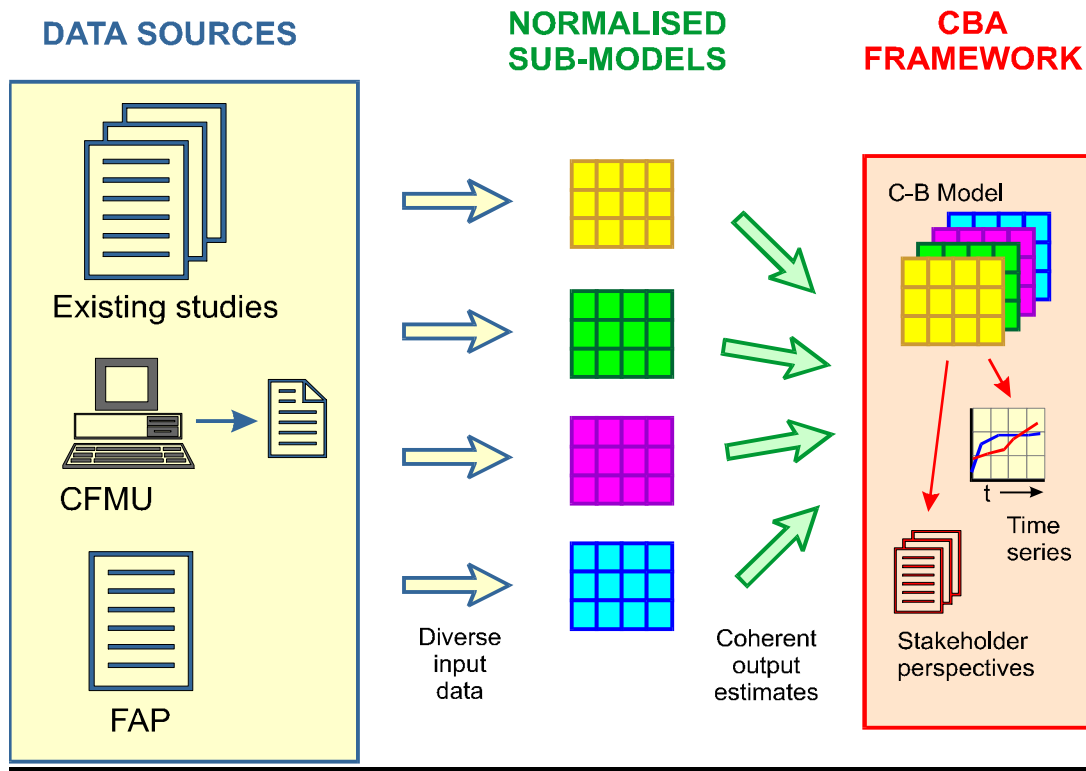 DATA SOURCES
Existing studies
CFMU
FAP
Diverse
input
data
NORMALISED
SUB-MODELS
Coherent
output
estimates
CBA
FRAMEWORK
C-B Model
t
Time
series
Stakeholder
perspectives